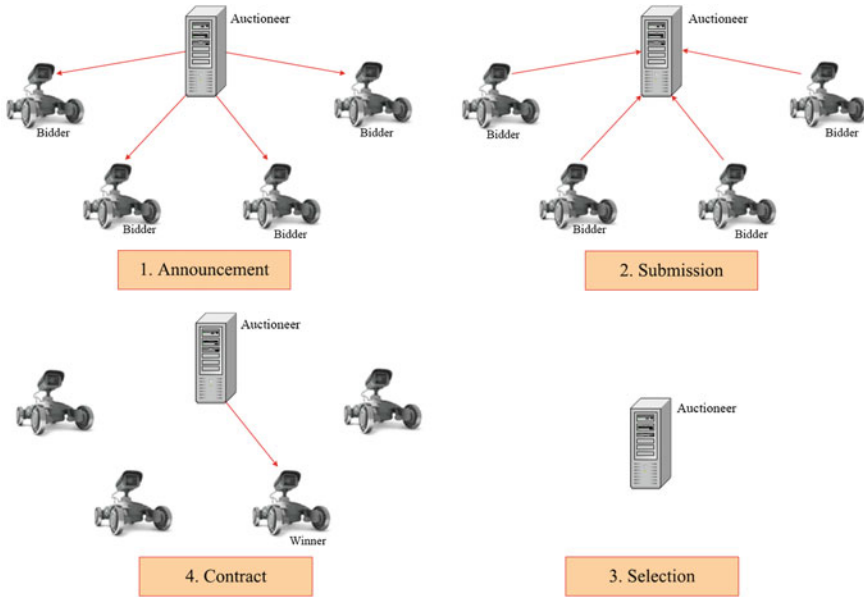 Auctioneer
Bidder
Bidder
Bidder
Bidder
1. Announcement
Auctioneer
Bidder
Bidder
Bidder
Bidder
2. Submission
Auctioneer
Winner
4. Contract
Auctioneer
3. Selection